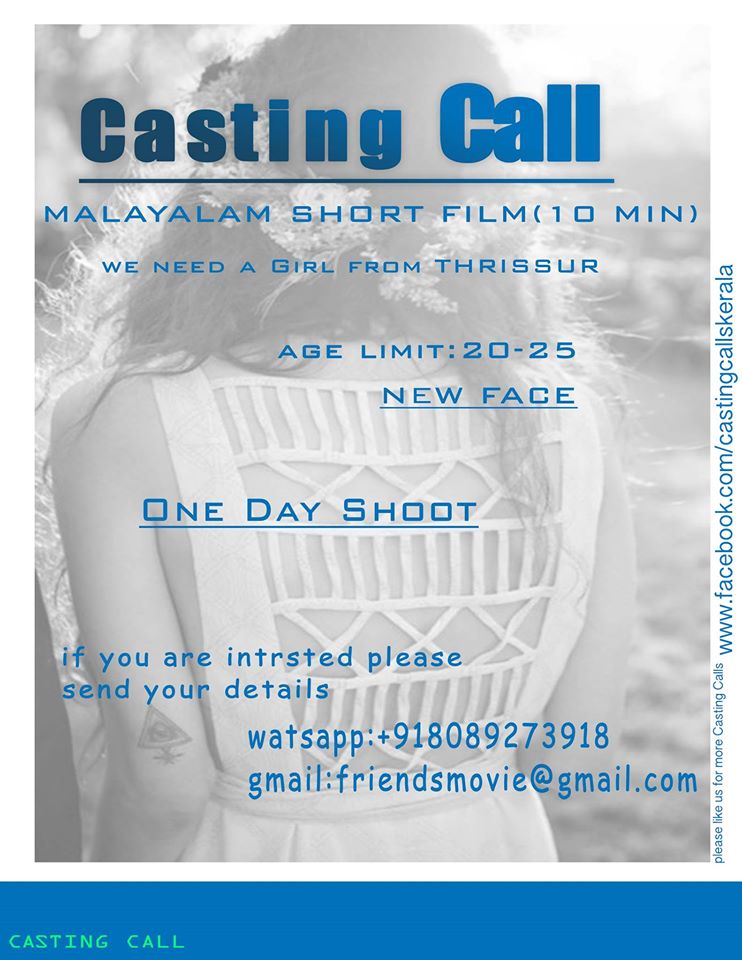 Casting Call
MALAYALAM SHORT FILM(10 MIN)
WE NEED A GIRL FROM THRISSUR
AGE LIMIT:20-25
NEW FACE
ONE DAY SHOOT
if you are intrsted please
send your details
watsapp:+918089273918
gmail:friendsmovie@gmail.com
please like us for more Casting Calls www.facebook.com/castingcallskerala
CASTING CALL